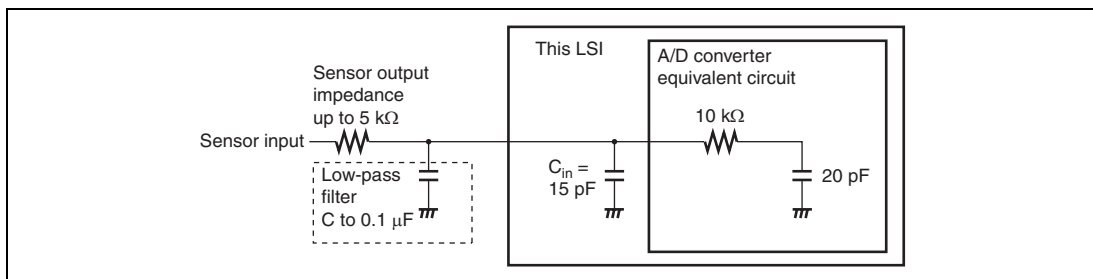 This LSI
A/D converter
equivalent circuit
Sensor output
impedance
up to 5 kΩ
10 kΩ
Sensor input
Low-pass
filter
C to 0.1 μF
Cin =
15 pF
20 pF